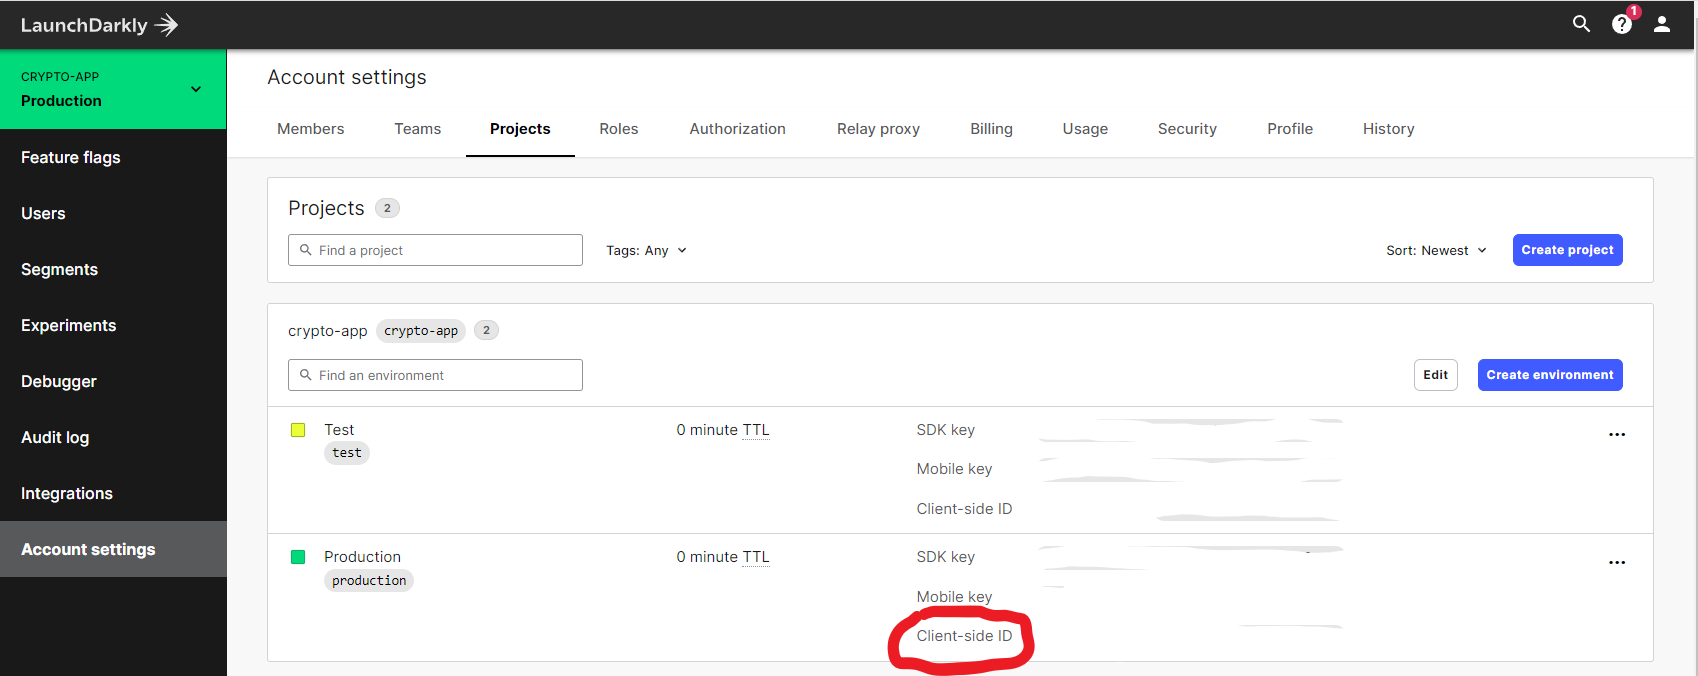 LaunchDarkly
1
CRYPTO-APP
Production
Feature flags
Users
Segments
Experiments
Debugger
Audit log
Integrations
Account settings
Account settings
Members Teams Projects Roles Authorization Relay proxy Billing Usage Security Profile History
Projects 2
Find a project Tags: Any Sort: Newest Create project
crypto-app crypto-app 2
Find an environment Edit Create environment
Test 0 minute TTL SDK key
test
Mobile key
Client-side ID
Production 0 minute TTL SDK key
production
Mobile key
Client-side ID